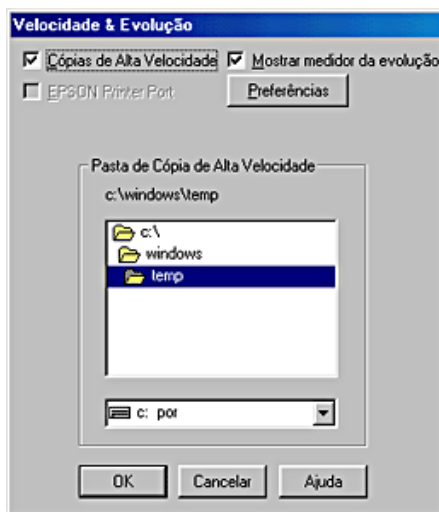 Velocidade & Evolução
Cópias de Alta Velocidade Mostrar medidor da evolução
EPSON Printer Port Preferências
Pasta de Cópia de Alta Velocidade
c:\windows\temp
c:\
windows
temp
c: por
OK Cancelar Ajuda